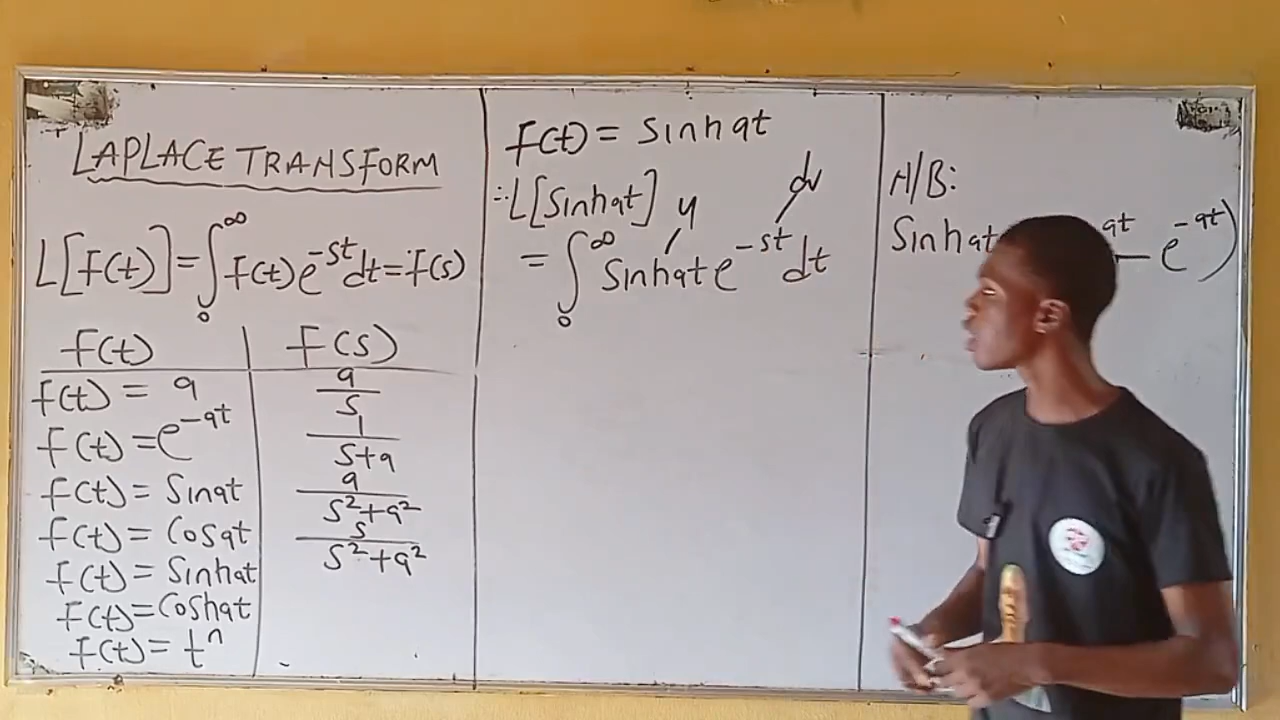 LAPLACE TRANSFORM
L[f(t)] = ∫₀^∞ f(t)e^{-st}dt = f(s)
f(t) | F(s)
f(t) = a | a/s
f(t) = e^{-at} | 1/(s+a)
f(t) = Sinat | a/(s²+a²)
f(t) = Cosat | s/(s²+a²)
f(t) = Sinhat
f(t) = Coshat
f(t) = tⁿ
f(t) = Sinhat
∴ L[Sinhat] u dv
= ∫₀^∞ Sinhat e^{-st} dt
N/B:
Sinhat at — e^{-at})